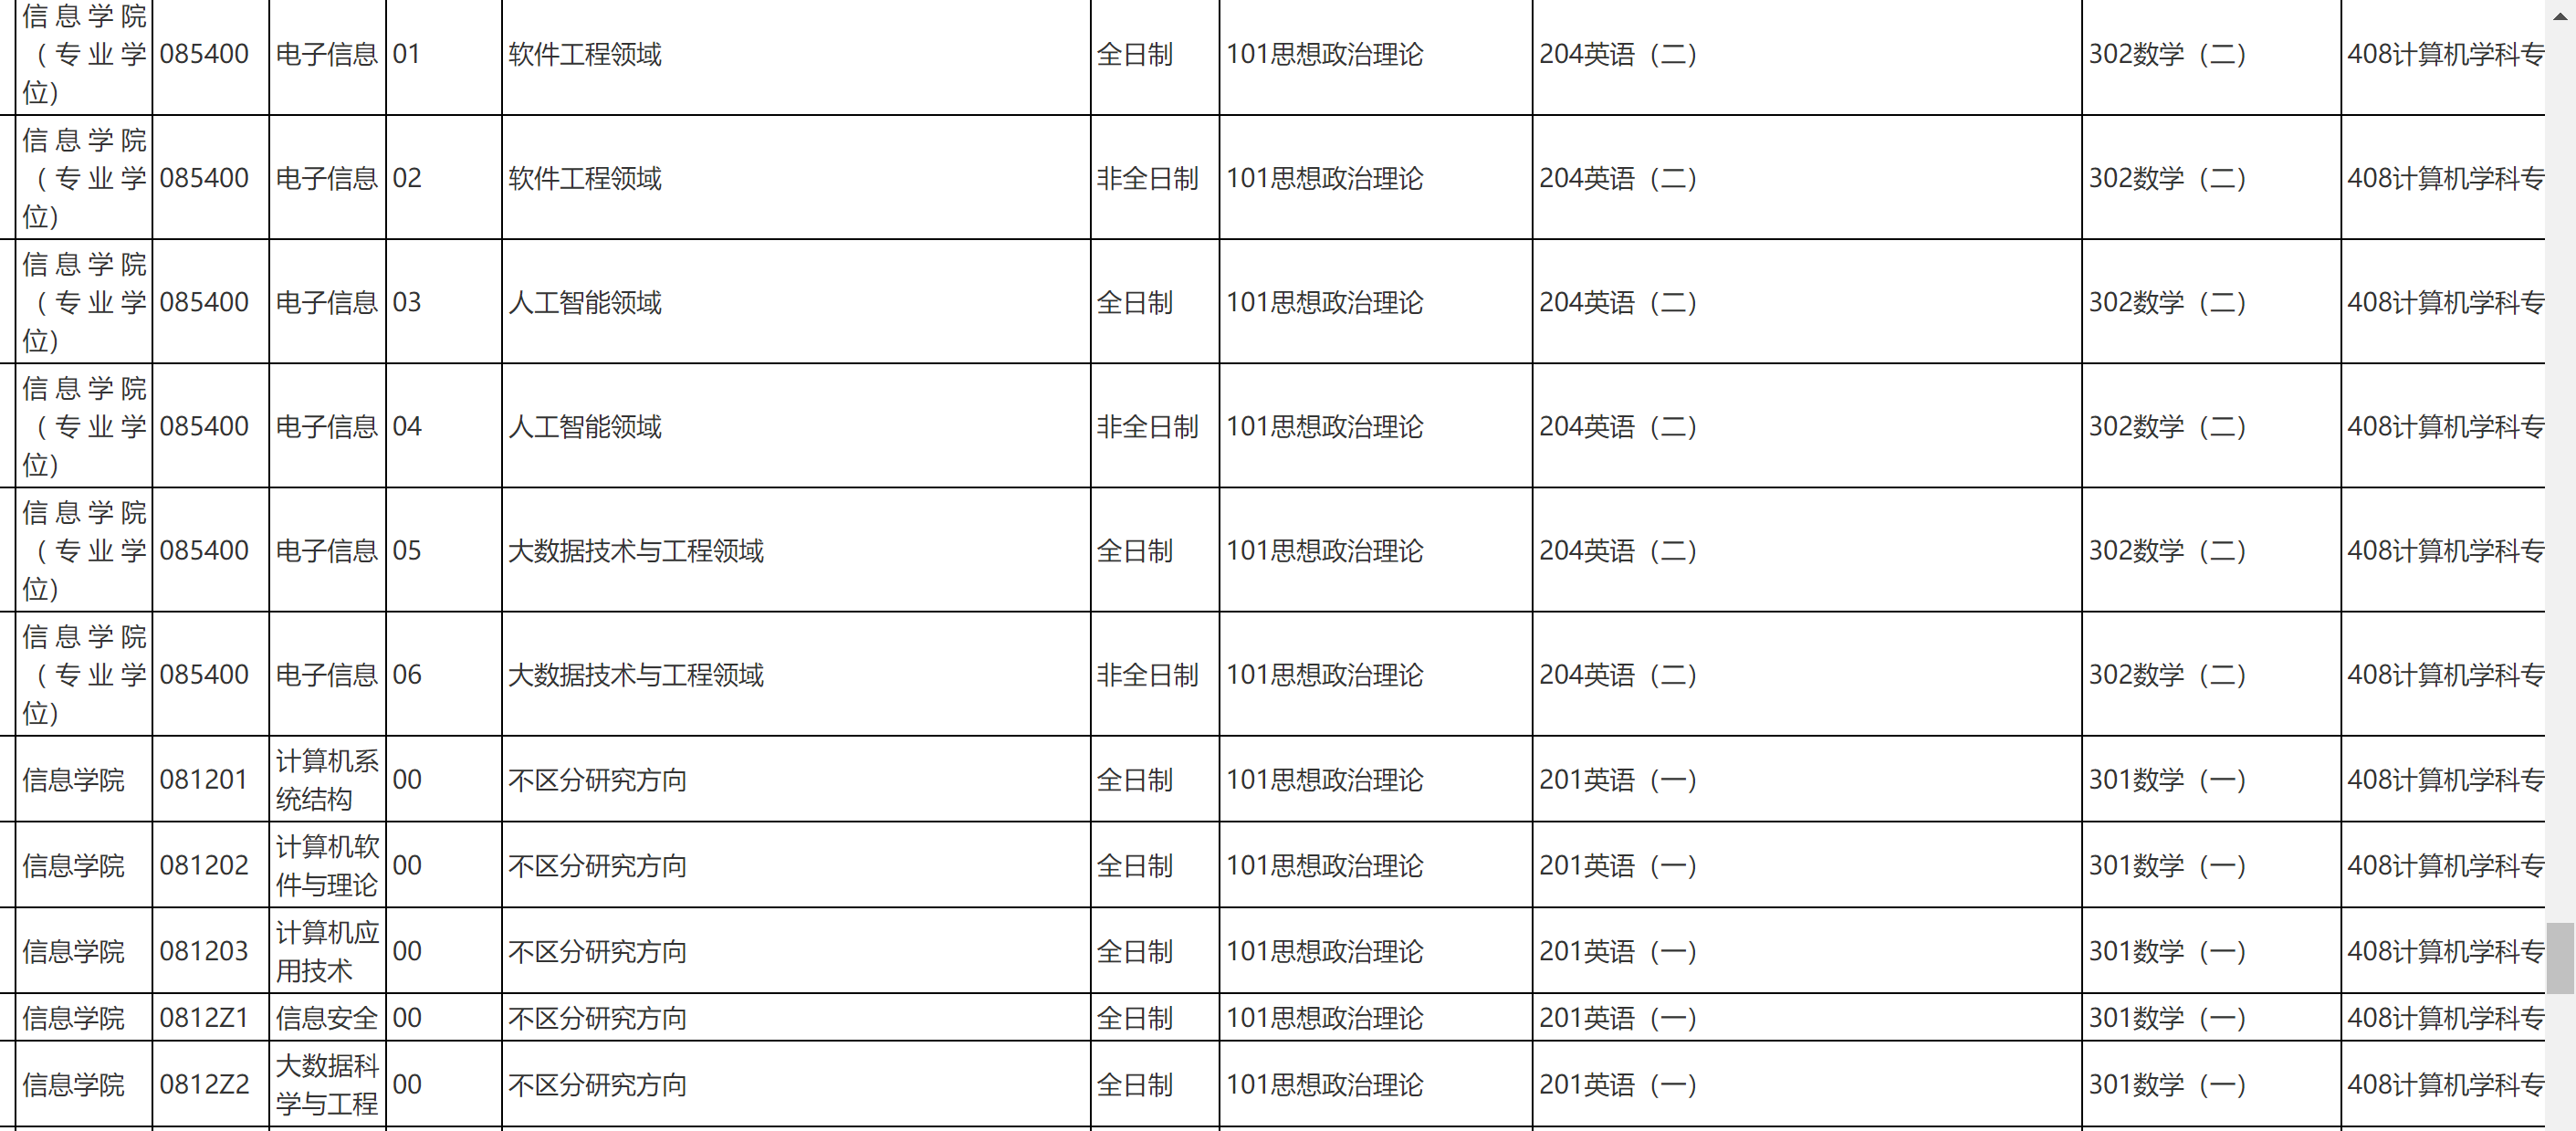 信息学院（专业学位） 085400 电子信息 01 软件工程领域 全日制 101思想政治理论 204英语（二） 302数学（二） 408计算机学科专
信息学院（专业学位） 085400 电子信息 02 软件工程领域 非全日制 101思想政治理论 204英语（二） 302数学（二） 408计算机学科专
信息学院（专业学位） 085400 电子信息 03 人工智能领域 全日制 101思想政治理论 204英语（二） 302数学（二） 408计算机学科专
信息学院（专业学位） 085400 电子信息 04 人工智能领域 非全日制 101思想政治理论 204英语（二） 302数学（二） 408计算机学科专
信息学院（专业学位） 085400 电子信息 05 大数据技术与工程领域 全日制 101思想政治理论 204英语（二） 302数学（二） 408计算机学科专
信息学院（专业学位） 085400 电子信息 06 大数据技术与工程领域 非全日制 101思想政治理论 204英语（二） 302数学（二） 408计算机学科专
信息学院 081201 计算机系统结构 00 不区分研究方向 全日制 101思想政治理论 201英语（一） 301数学（一） 408计算机学科专
信息学院 081202 计算机软件与理论 00 不区分研究方向 全日制 101思想政治理论 201英语（一） 301数学（一） 408计算机学科专
信息学院 081203 计算机应用技术 00 不区分研究方向 全日制 101思想政治理论 201英语（一） 301数学（一） 408计算机学科专
信息学院 0812Z1 信息安全 00 不区分研究方向 全日制 101思想政治理论 201英语（一） 301数学（一） 408计算机学科专
信息学院 0812Z2 大数据科学与工程 00 不区分研究方向 全日制 101思想政治理论 201英语（一） 301数学（一） 408计算机学科专